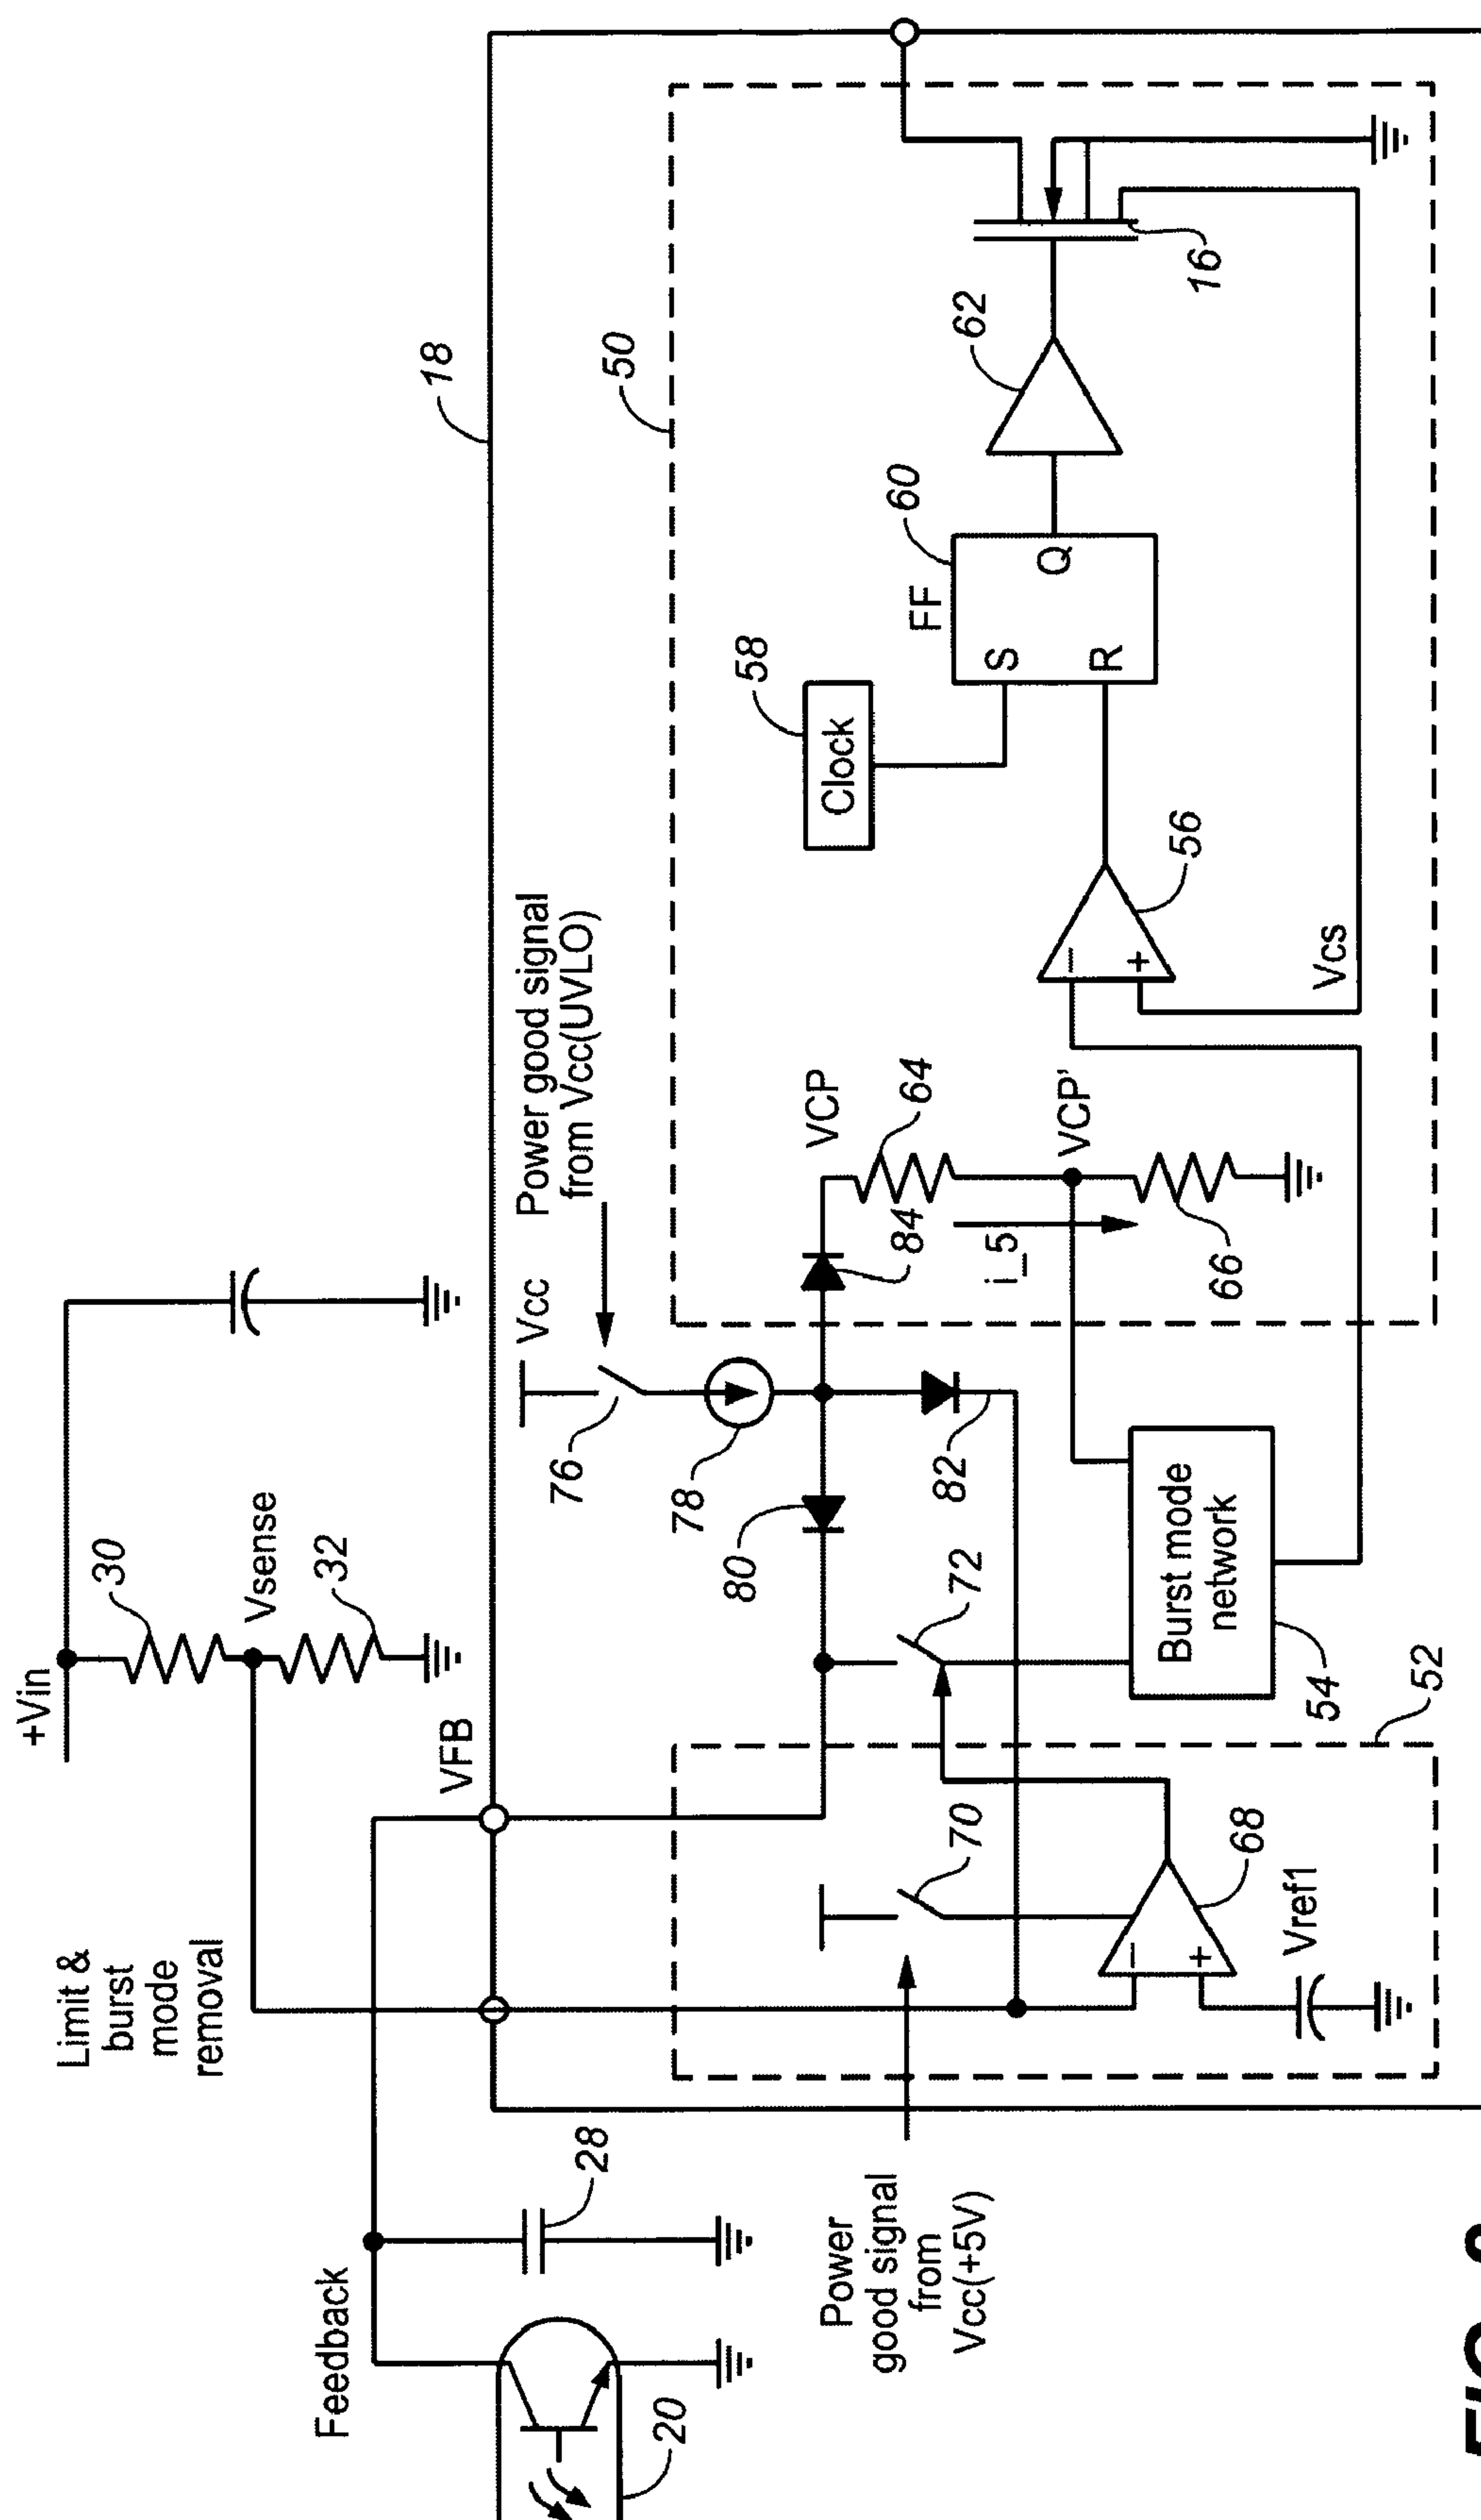 +Vin
30
Vsense
32
Limit &
burst
mode
removal
VFB
18
Feedback
28
20
Power good signal
from Vcc(UVLO)
Vcc
76
78
80
82
72
50
58
Clock
60
FF
S
R
Q
62
16
VCP
64
84
i_5
VCP'
66
56
−
+
Vcs
Burst mode
network
54
52
70
68
−
+
Vref1
Power
good signal
from
Vcc(+5V)